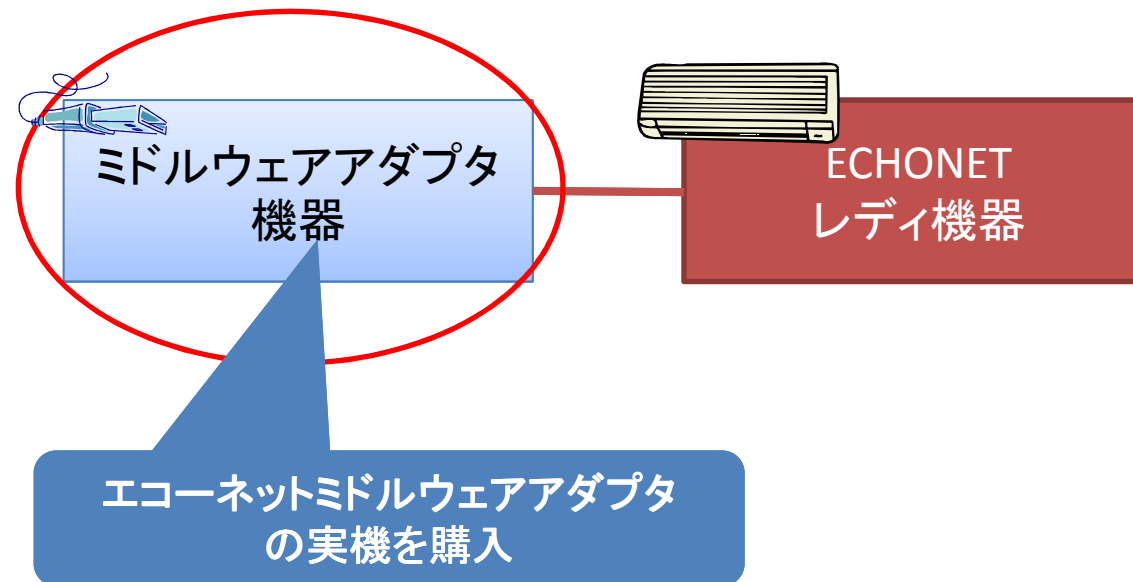 ミドルウェアアダプタ
機器
ECHONET
レディ機器
エコーネットミドルウェアアダプタ
の実機を購入